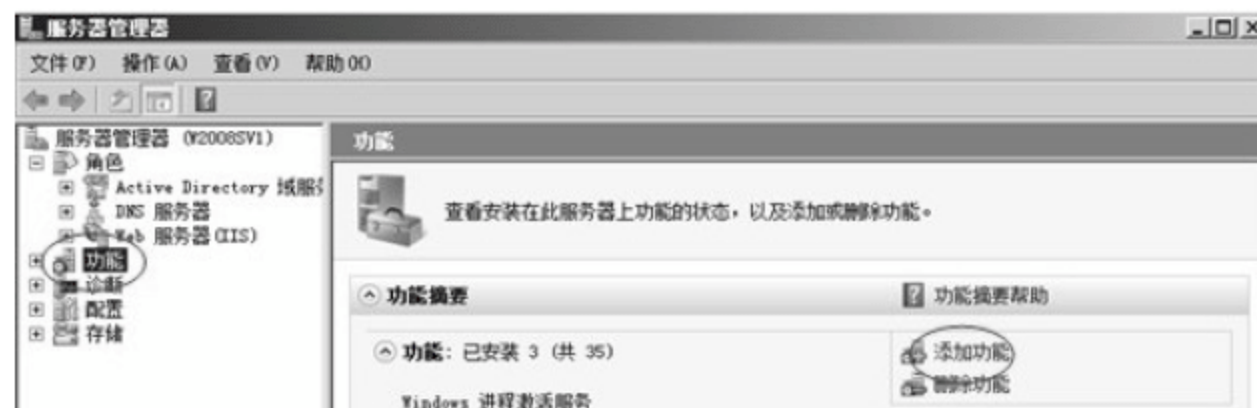 服务器管理器
文件(F) 操作(A) 查看(V) 帮助(H)
服务器管理器 (W2008SV1)
角色
Active Directory 域服务
DNS 服务器
Web 服务器(IIS)
功能
诊断
配置
存储
功能
查看安装在此服务器上功能的状态，以及添加或删除功能。
功能摘要
功能摘要帮助
功能: 已安装 3 (共 35)
添加功能
删除功能
Windows 进程激活服务